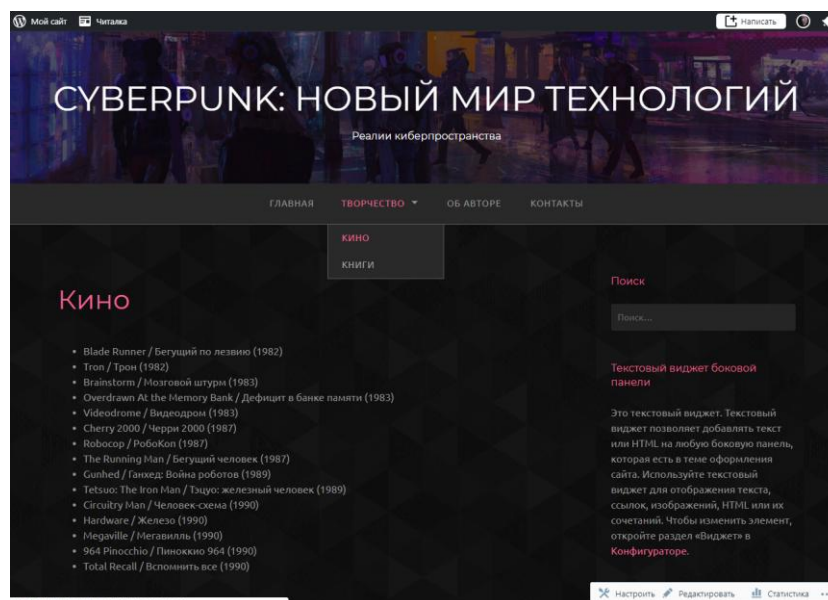 Мой сайт Читалка Написать
CYBERPUNK: НОВЫЙ МИР ТЕХНОЛОГИЙ
Реалии киберпространства
ГЛАВНАЯ ТВОРЧЕСТВО ОБ АВТОРЕ КОНТАКТЫ
КИНО
КНИГИ
Кино
• Blade Runner / Бегущий по лезвию (1982)
• Tron / Трон (1982)
• Brainstorm / Мозговой штурм (1983)
• Overdrawn At the Memory Bank / Дефицит в банке памяти (1983)
• Videodrome / Видеодром (1983)
• Cherry 2000 / Черри 2000 (1987)
• Robocop / РобоКоп (1987)
• The Running Man / Бегущий человек (1987)
• Gunhed / Ганхед: Война роботов (1989)
• Tetsuo: The Iron Man / Тэцуо: железный человек (1989)
• Circuitry Man / Человек-схема (1990)
• Hardware / Железо (1990)
• Megaville / Мегавилль (1990)
• 964 Pinocchio / Пиноккио 964 (1990)
• Total Recall / Вспомнить все (1990)
Поиск
Поиск...
Текстовый виджет боковой
панели
Это текстовый виджет. Текстовый
виджет позволяет добавлять текст
или HTML на любую боковую панель,
которая есть в теме оформления
сайта. Используйте текстовый
виджет для отображения текста,
ссылок, изображений, HTML или их
сочетаний. Чтобы изменить элемент,
откройте раздел «Виджет» в
Конфигураторе.
Настроить Редактировать Статистика